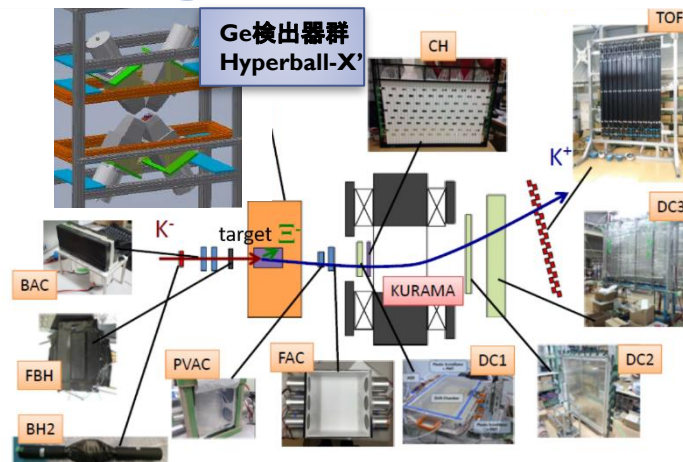 Ge検出器群
Hyperball-X'
CH
TOF
K⁺
DC3
K⁻
target
Ξ⁻
BAC
KURAMA
FBH
PVAC
FAC
DC1
DC2
BH2